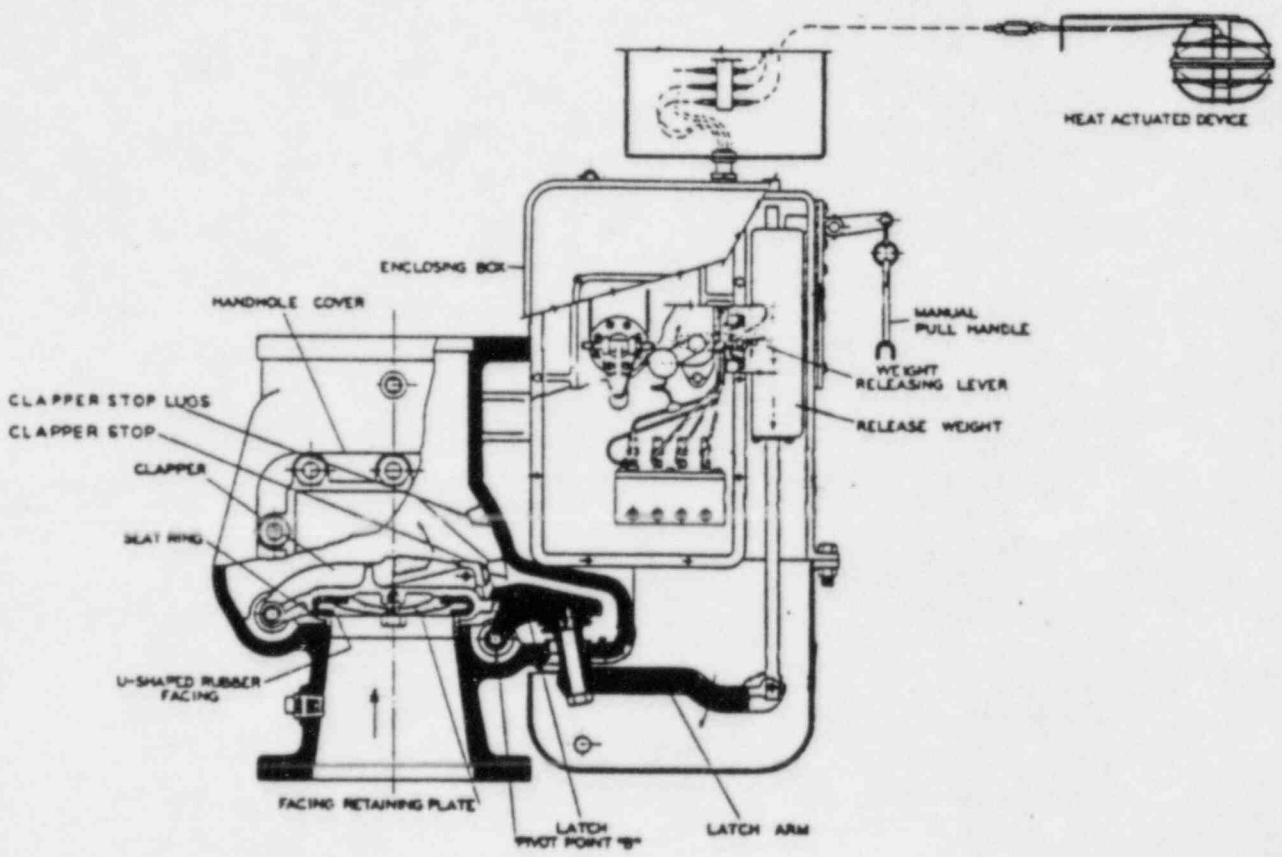 HEAT ACTUATED DEVICE
ENCLOSING BOX
HANDHOLE COVER
MANUAL
PULL HANDLE
WEIGHT
RELEASING LEVER
CLAPPER STOP LUGS
RELEASE WEIGHT
CLAPPER STOP
CLAPPER
SEAT RING
U-SHAPED RUBBER
FACING
FACING RETAINING PLATE
LATCH
PIVOT POINT "B"
LATCH ARM